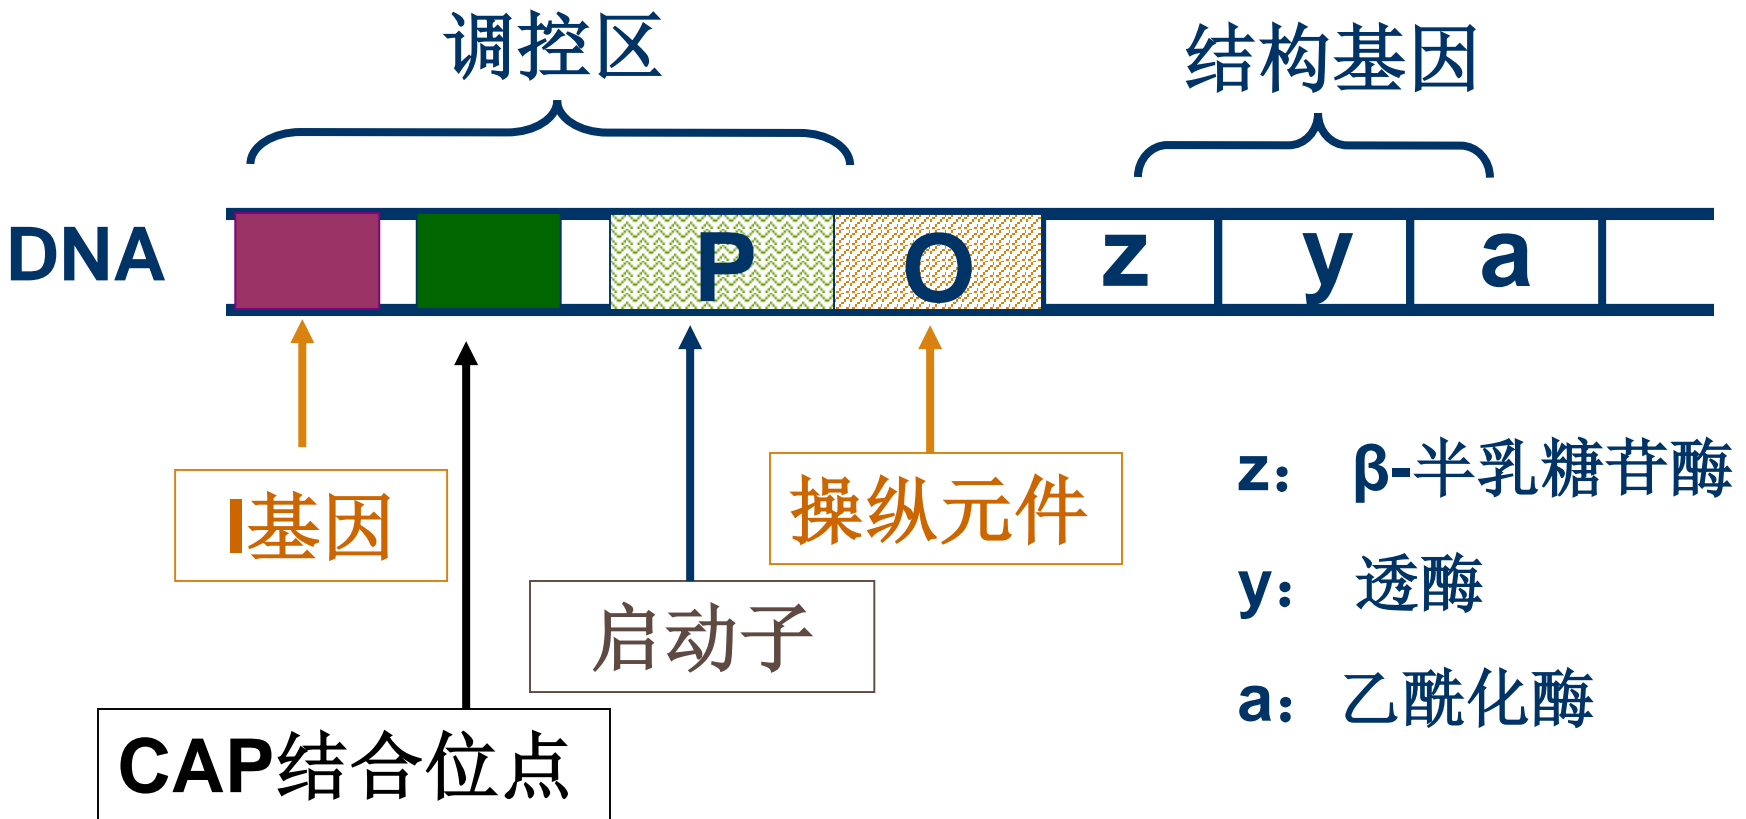 调控区
结构基因
DNA
P O z y a
I基因
操纵元件
启动子
CAP结合位点
z： β-半乳糖苷酶
y： 透酶
a：乙酰化酶